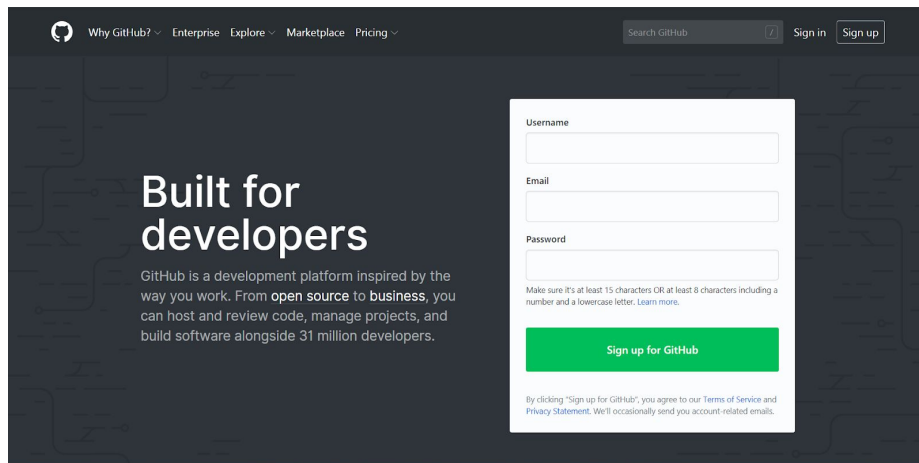 Why GitHub? Enterprise Explore Marketplace Pricing Search GitHub / Sign in Sign up
Built for
developers
GitHub is a development platform inspired by the
way you work. From open source to business, you
can host and review code, manage projects, and
build software alongside 31 million developers.
Username
Email
Password
Make sure it's at least 15 characters OR at least 8 characters including a
number and a lowercase letter. Learn more.
Sign up for GitHub
By clicking "Sign up for GitHub", you agree to our Terms of Service and
Privacy Statement. We'll occasionally send you account-related emails.